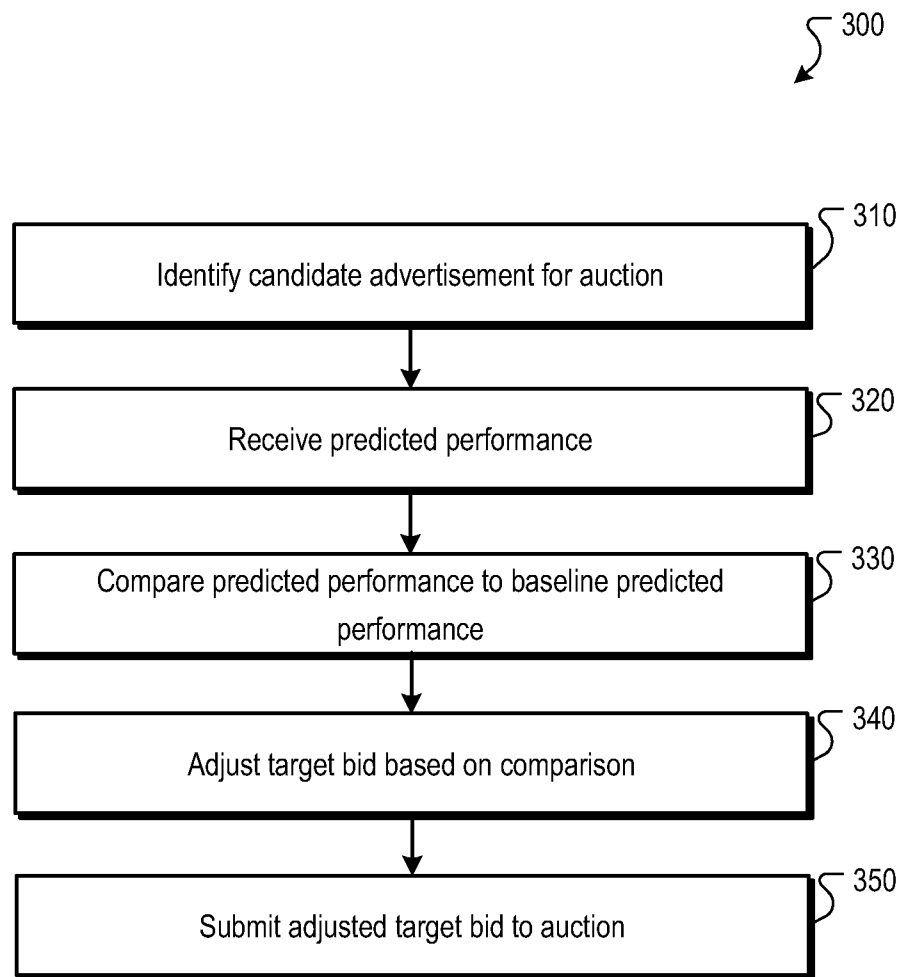 300
310
Identify candidate advertisement for auction
320
Receive predicted performance
330
Compare predicted performance to baseline predicted
performance
340
Adjust target bid based on comparison
350
Submit adjusted target bid to auction